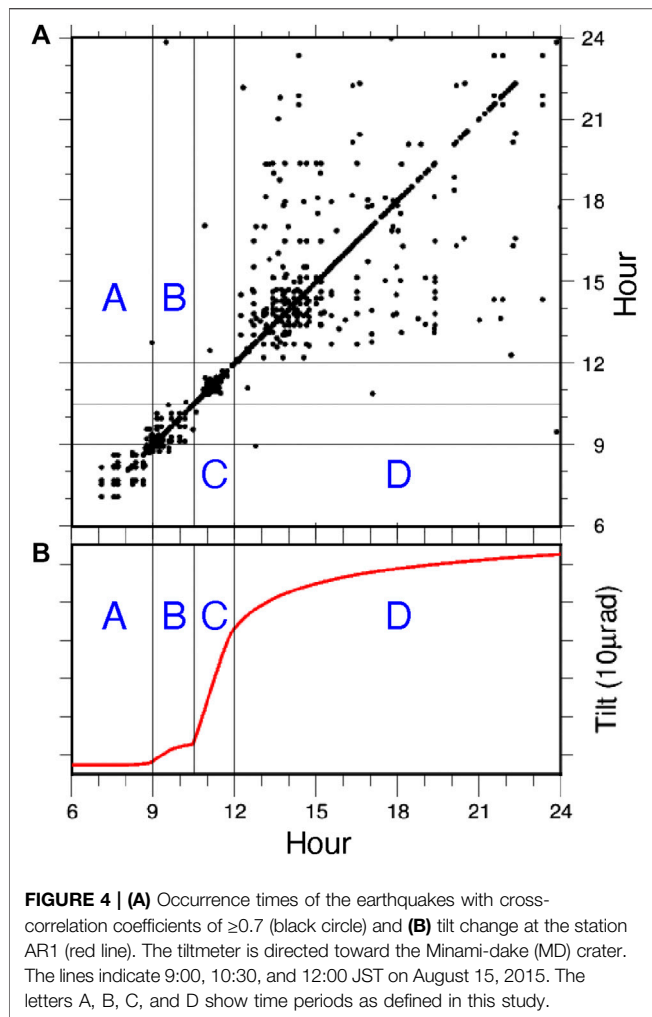 A
24
21
18
15
12
9
6
Hour
A B
C D
B
A B C D
Tilt (10μrad)
6 9 12 15 18 21 24
Hour
FIGURE 4 | (A) Occurrence times of the earthquakes with cross-
correlation coefficients of ≥0.7 (black circle) and (B) tilt change at the station
AR1 (red line). The tiltmeter is directed toward the Minami-dake (MD) crater.
The lines indicate 9:00, 10:30, and 12:00 JST on August 15, 2015. The
letters A, B, C, and D show time periods as defined in this study.